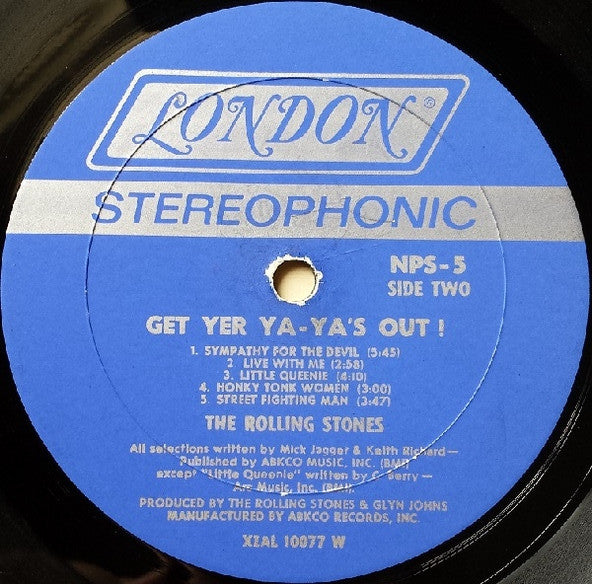 LONDON®
STEREOPHONIC
NPS-5
SIDE TWO
GET YER YA-YA'S OUT !
1. SYMPATHY FOR THE DEVIL (5:45)
2. LIVE WITH ME (2:58)
3. LITTLE QUEENIE (4:10)
4. HONKY TONK WOMEN (3:00)
5. STREET FIGHTING MAN (3:47)
THE ROLLING STONES
All selections written by Mick Jagger & Keith Richard—
Published by ABKCO MUSIC, INC. (BMI)
except "Little Queenie" written by C. Berry—
Arc Music, Inc. (BMI).
PRODUCED BY THE ROLLING STONES & GLYN JOHNS
MANUFACTURED BY ABKCO RECORDS, INC.
XZAL 10077 W